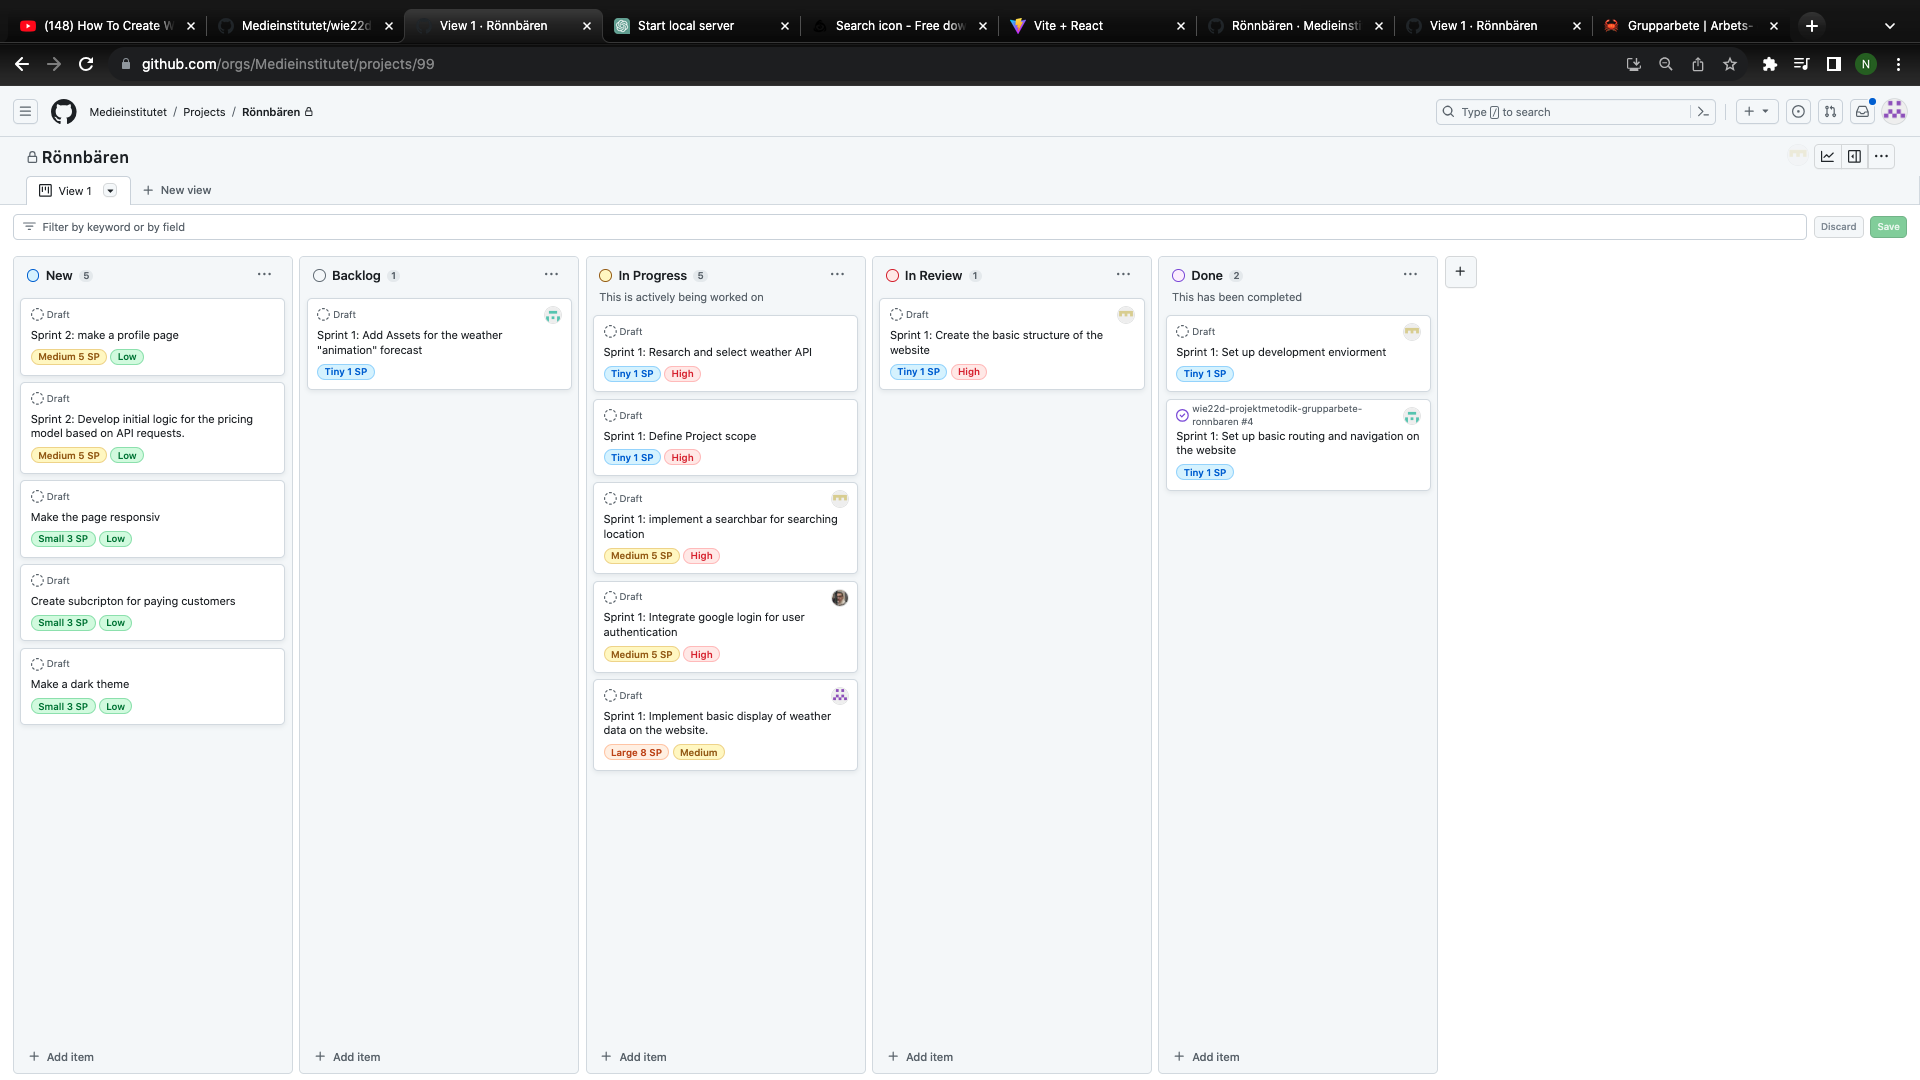 (148) How To Create W
Medieinstitutet/wie22d
View 1 · Rönnbären
Start local server
Search icon - Free dow
Vite + React
Rönnbären · Medieinsti
View 1 · Rönnbären
Grupparbete | Arbets-
github.com/orgs/Medieinstitutet/projects/99
N
Medieinstitutet / Projects / Rönnbären
Type / to search
Rönnbären
View 1
New view
Filter by keyword or by field
Discard
Save
New 5
Draft
Sprint 2: make a profile page
Medium 5 SP Low
Draft
Sprint 2: Develop initial logic for the pricing
model based on API requests.
Medium 5 SP Low
Draft
Make the page responsiv
Small 3 SP Low
Draft
Create subcripton for paying customers
Small 3 SP Low
Draft
Make a dark theme
Small 3 SP Low
Add item
Backlog 1
Draft
Sprint 1: Add Assets for the weather
"animation" forecast
Tiny 1 SP
Add item
In Progress 5
This is actively being worked on
Draft
Sprint 1: Resarch and select weather API
Tiny 1 SP High
Draft
Sprint 1: Define Project scope
Tiny 1 SP High
Draft
Sprint 1: implement a searchbar for searching
location
Medium 5 SP High
Draft
Sprint 1: Integrate google login for user
authentication
Medium 5 SP High
Draft
Sprint 1: Implement basic display of weather
data on the website.
Large 8 SP Medium
Add item
In Review 1
Draft
Sprint 1: Create the basic structure of the
website
Tiny 1 SP High
Add item
Done 2
This has been completed
Draft
Sprint 1: Set up development enviorment
Tiny 1 SP
wie22d-projektmetodik-grupparbete-
ronnbaren #4
Sprint 1: Set up basic routing and navigation on
the website
Tiny 1 SP
Add item